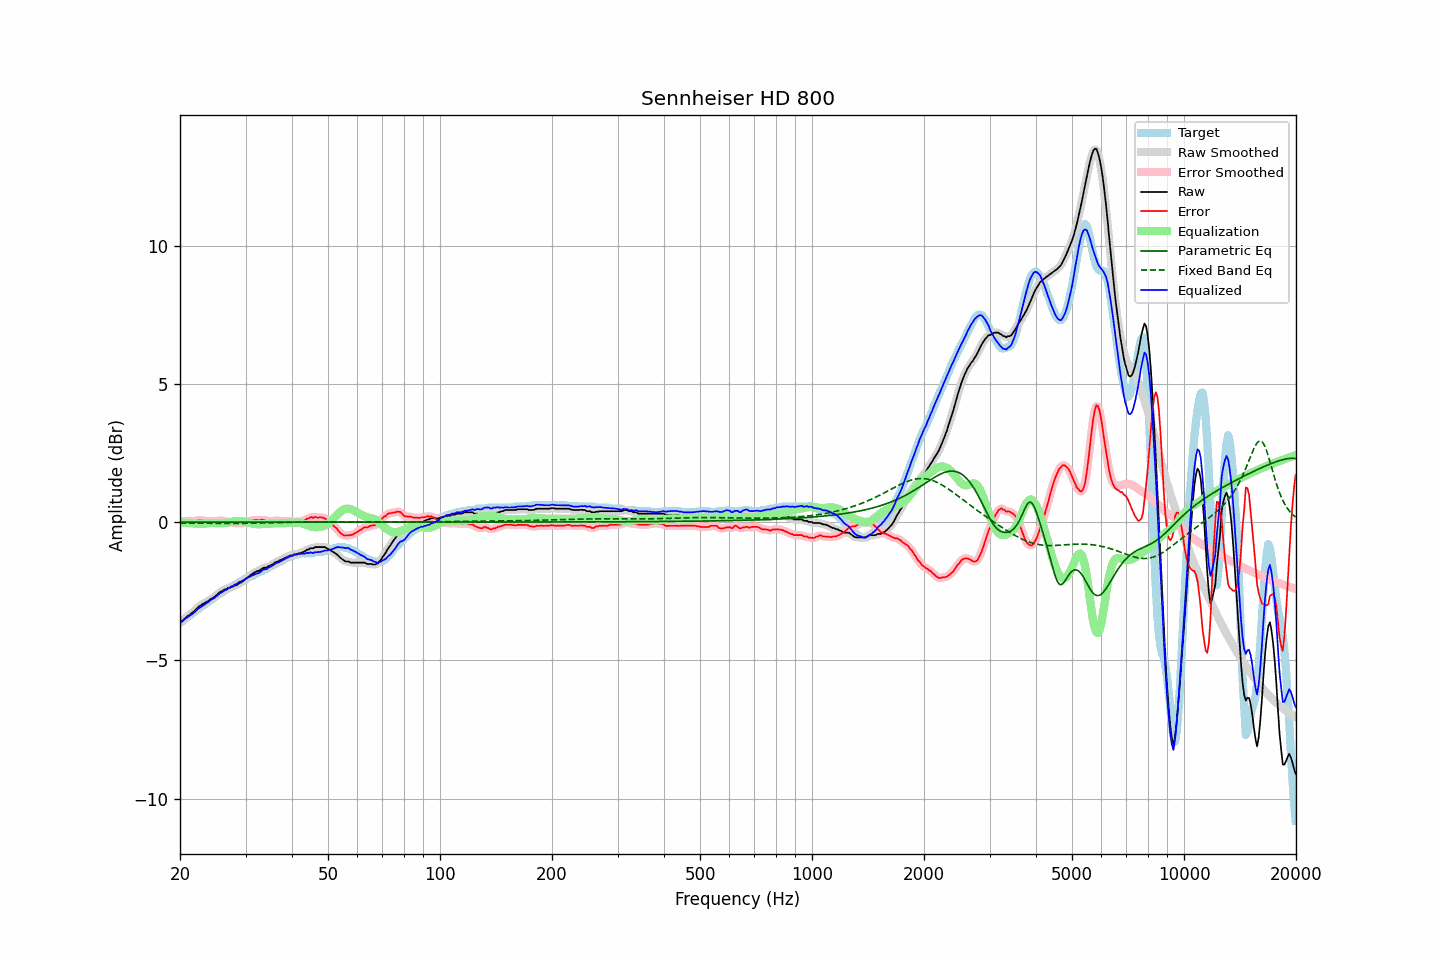 Sennheiser HD 800
Target
Raw Smoothed
Error Smoothed
Raw
Error
Equalization
Parametric Eq
Fixed Band Eq
Equalized
Amplitude (dBr)
10
5
0
−5
−10
20
50
100
200
500
1000
2000
5000
10000
20000
Frequency (Hz)